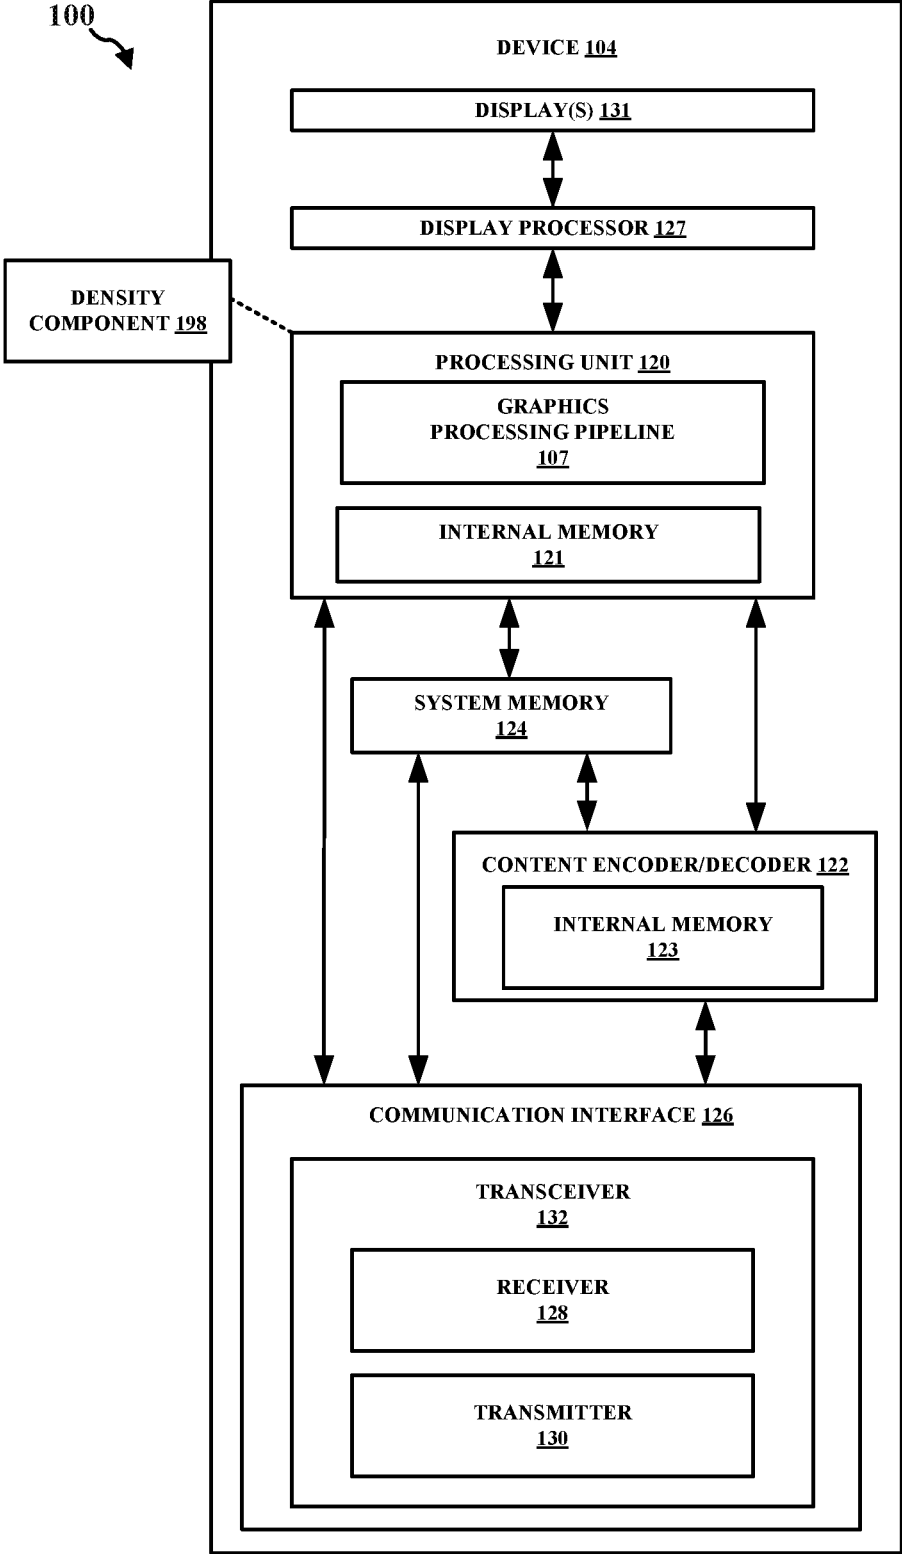 100
DEVICE 104
DISPLAY(S) 131
DISPLAY PROCESSOR 127
DENSITY
COMPONENT 198
PROCESSING UNIT 120
GRAPHICS
PROCESSING PIPELINE
107
INTERNAL MEMORY
121
SYSTEM MEMORY
124
CONTENT ENCODER/DECODER 122
INTERNAL MEMORY
123
COMMUNICATION INTERFACE 126
TRANSCEIVER
132
RECEIVER
128
TRANSMITTER
130